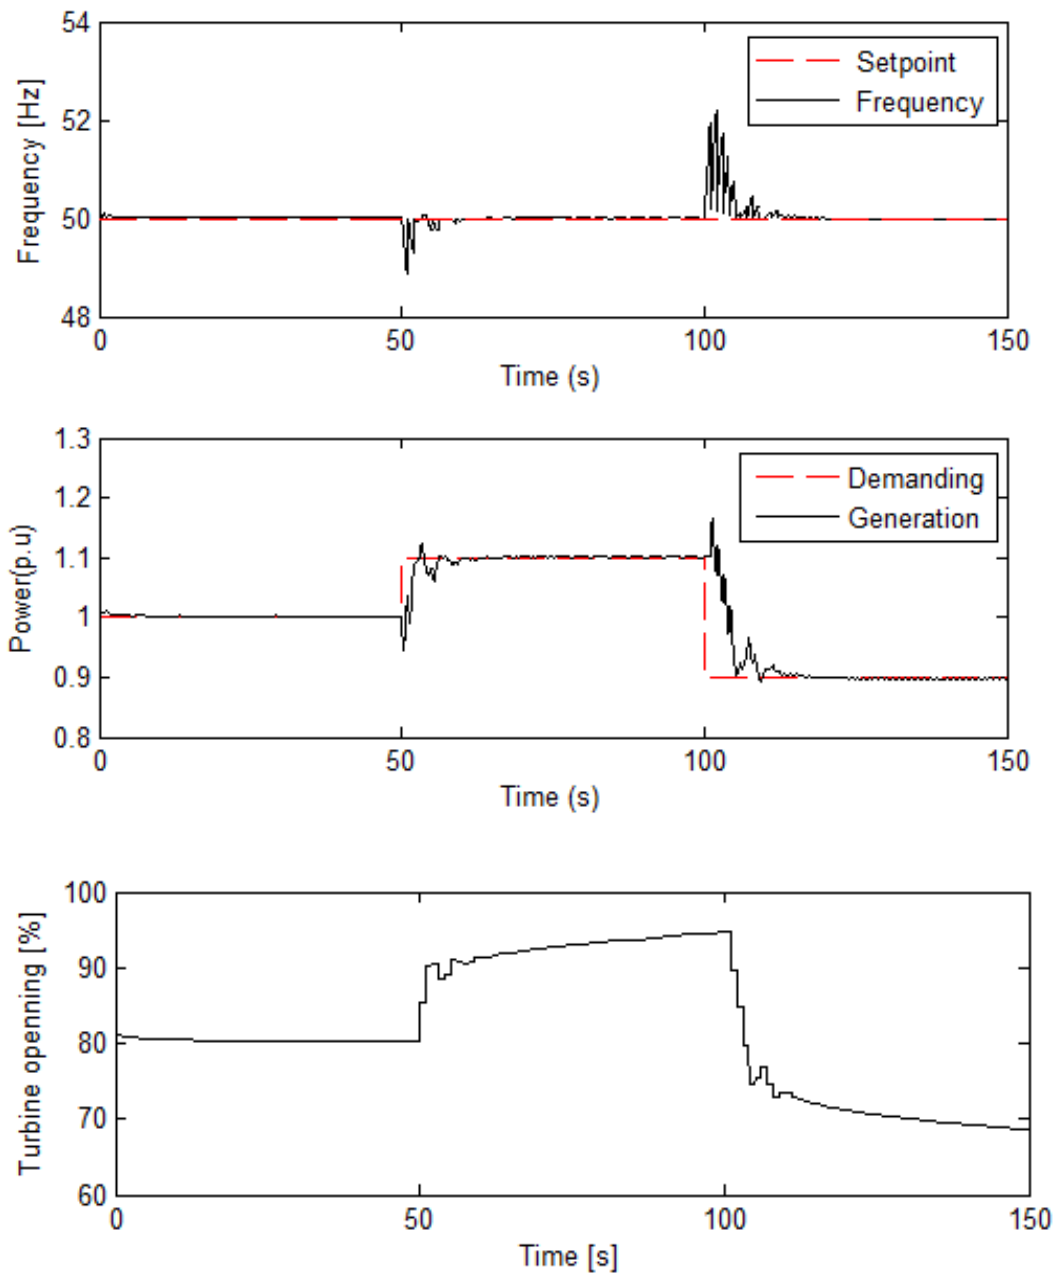 54
52
50
48
Frequency [Hz]
Setpoint
Frequency
0
50
100
150
Time (s)
1.3
1.2
1.1
1
0.9
0.8
Power(p.u)
Demanding
Generation
0
50
100
150
Time (s)
100
90
80
70
60
Turbine openning [%]
0
50
100
150
Time [s]